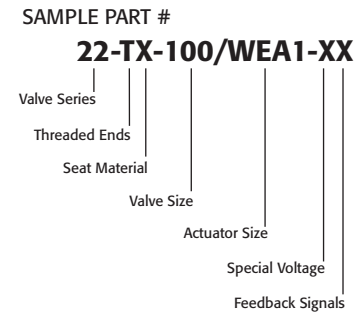 SAMPLE PART #
22-TX-100/WEA1-XX
Valve Series
Threaded Ends
Seat Material
Valve Size
Actuator Size
Special Voltage
Feedback Signals